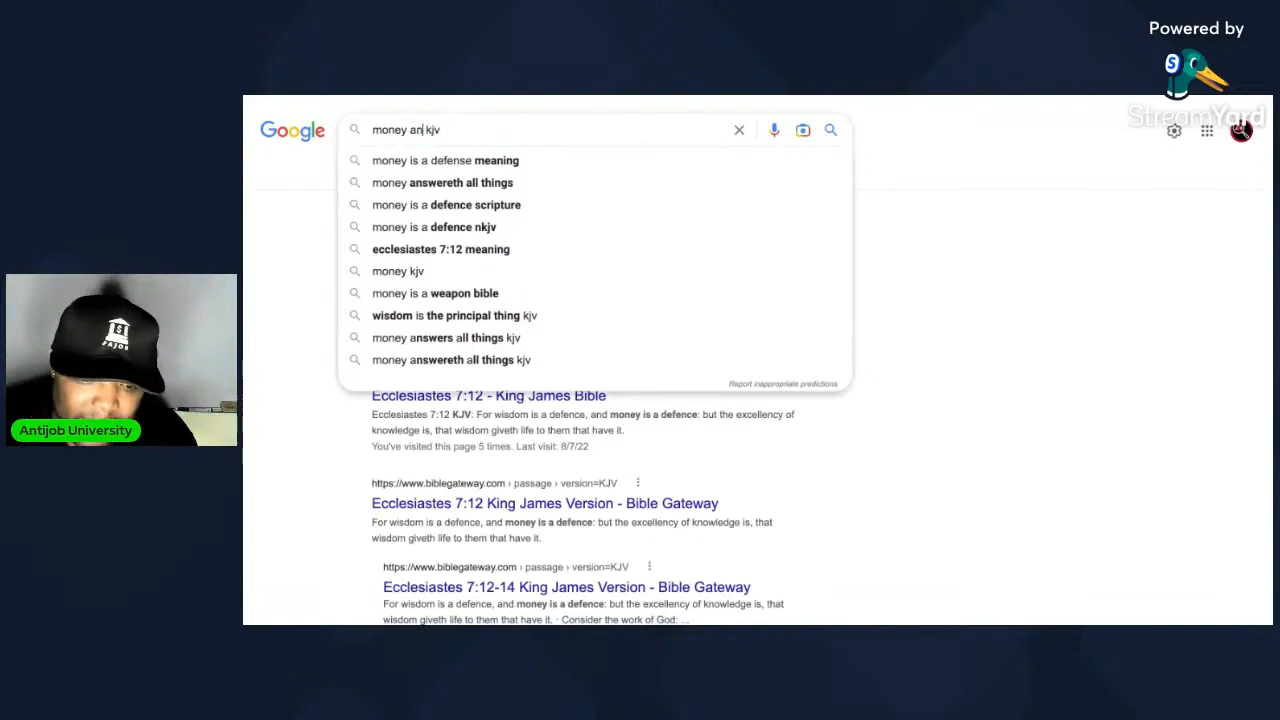 Powered by
S
StreamYard
Google
money an kjv
money is a defense meaning
money answereth all things
money is a defence scripture
money is a defence nkjv
ecclesiastes 7:12 meaning
money kjv
money is a weapon bible
wisdom is the principal thing kjv
money answers all things kjv
money answereth all things kjv
Report inappropriate predictions
Ecclesiastes 7:12 - King James Bible
Ecclesiastes 7:12 KJV: For wisdom is a defence, and money is a defence: but the excellency of
knowledge is, that wisdom giveth life to them that have it.
You've visited this page 5 times. Last visit: 8/7/22
https://www.biblegateway.com › passage › version=KJV
Ecclesiastes 7:12 King James Version - Bible Gateway
For wisdom is a defence, and money is a defence: but the excellency of knowledge is, that
wisdom giveth life to them that have it.
https://www.biblegateway.com › passage › version=KJV
Ecclesiastes 7:12-14 King James Version - Bible Gateway
For wisdom is a defence, and money is a defence: but the excellency of knowledge is, that
wisdom giveth life to them that have it. · Consider the work of God: ...
$
Antijob University